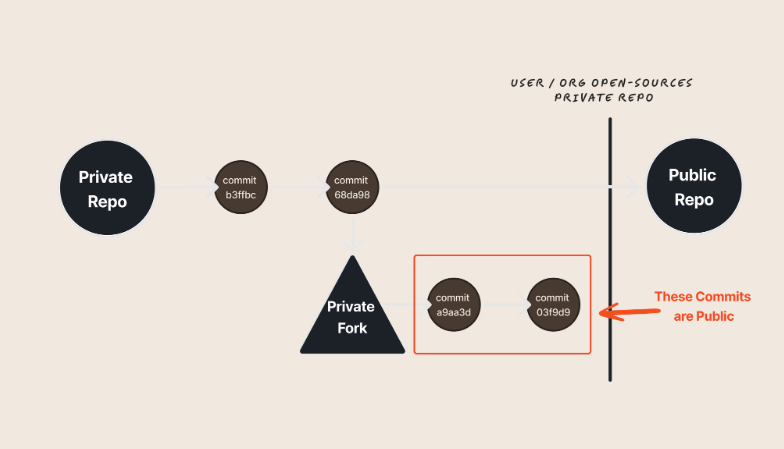 USER / ORG OPEN-SOURCES
PRIVATE REPO
Private
Repo
commit
b3ffbc
commit
68da98
Public
Repo
Private
Fork
commit
a9aa3d
commit
03f9d9
These Commits
are Public